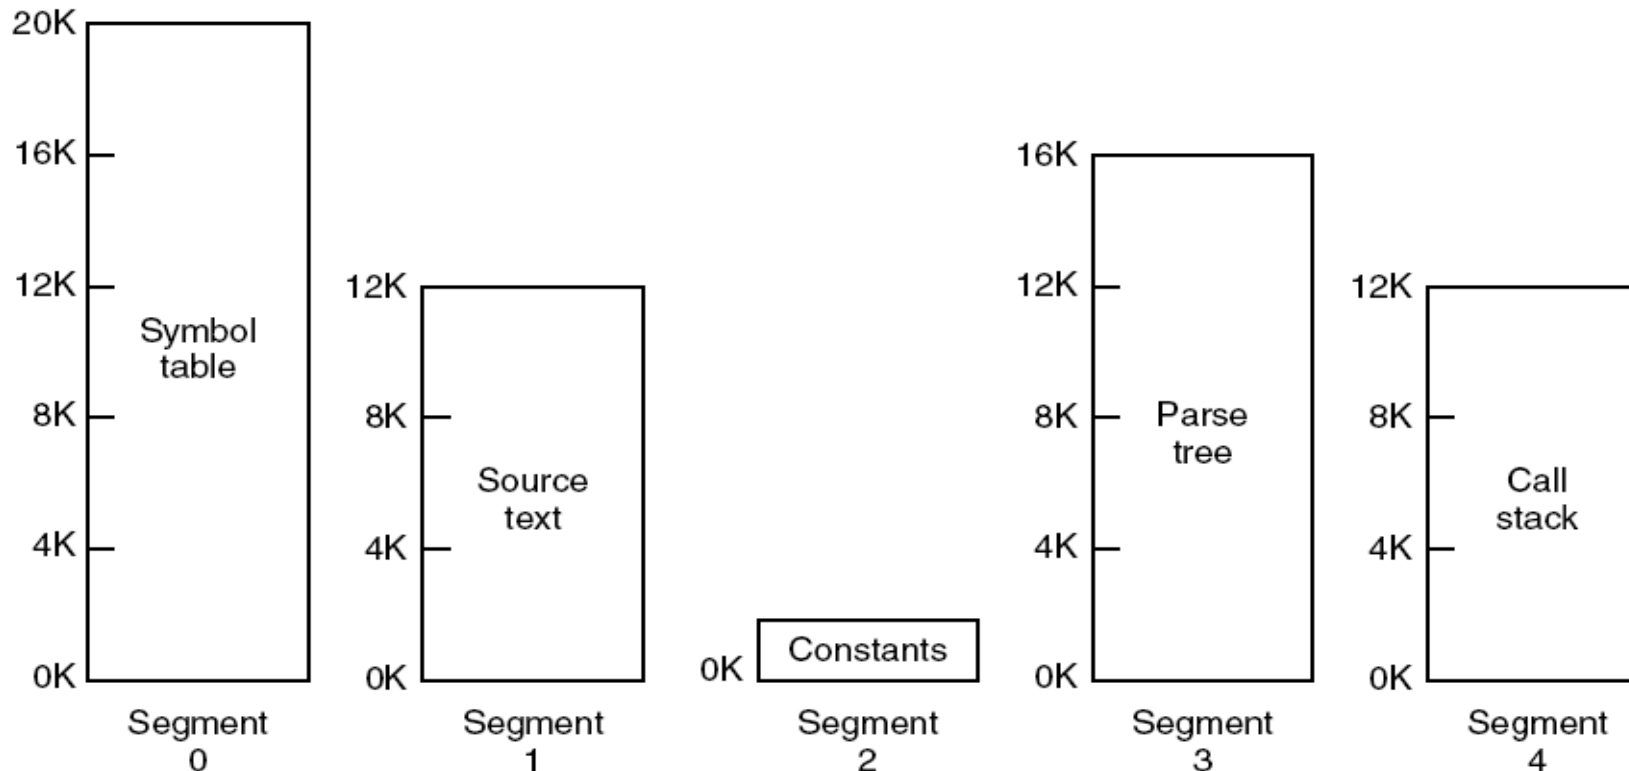 20K
16K
12K
8K
4K
0K
Symbol
table
Segment
0
12K
8K
4K
0K
Source
text
Segment
1
0K
Constants
Segment
2
16K
12K
8K
4K
0K
Parse
tree
Segment
3
12K
8K
4K
0K
Call
stack
Segment
4